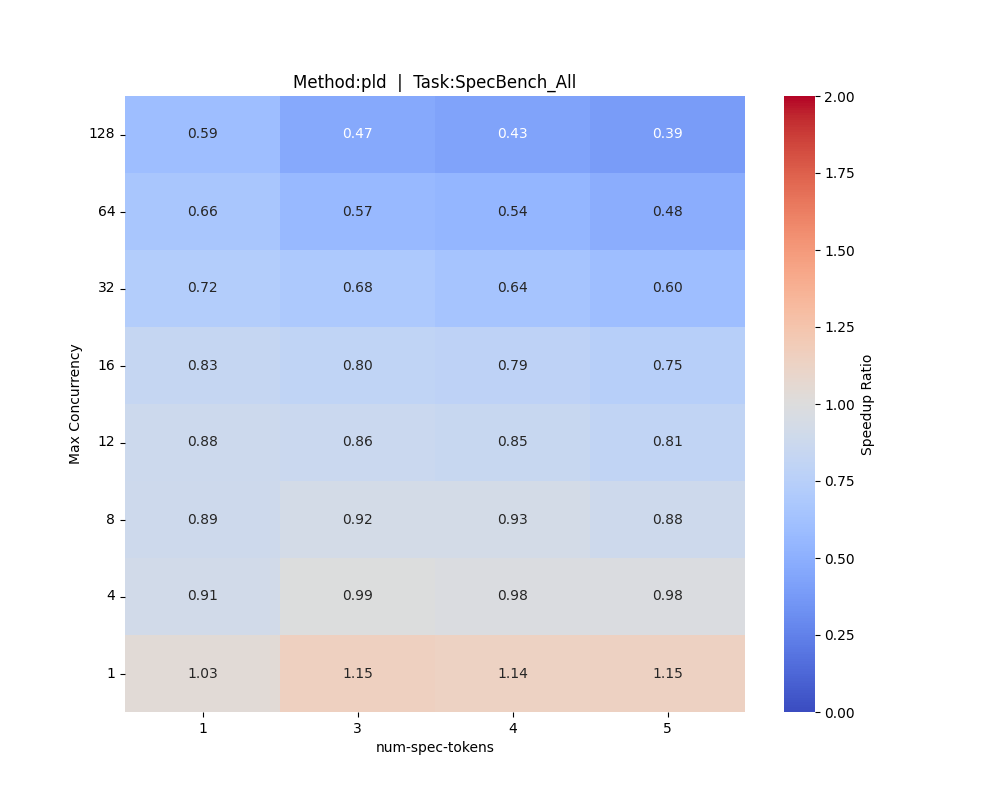 Method:pld | Task:SpecBench_All
Max Concurrency
128 0.59 0.47 0.43 0.39
64 0.66 0.57 0.54 0.48
32 0.72 0.68 0.64 0.60
16 0.83 0.80 0.79 0.75
12 0.88 0.86 0.85 0.81
8 0.89 0.92 0.93 0.88
4 0.91 0.99 0.98 0.98
1 1.03 1.15 1.14 1.15
1 3 4 5
num-spec-tokens
2.00
1.75
1.50
1.25
1.00
0.75
0.50
0.25
0.00
Speedup Ratio